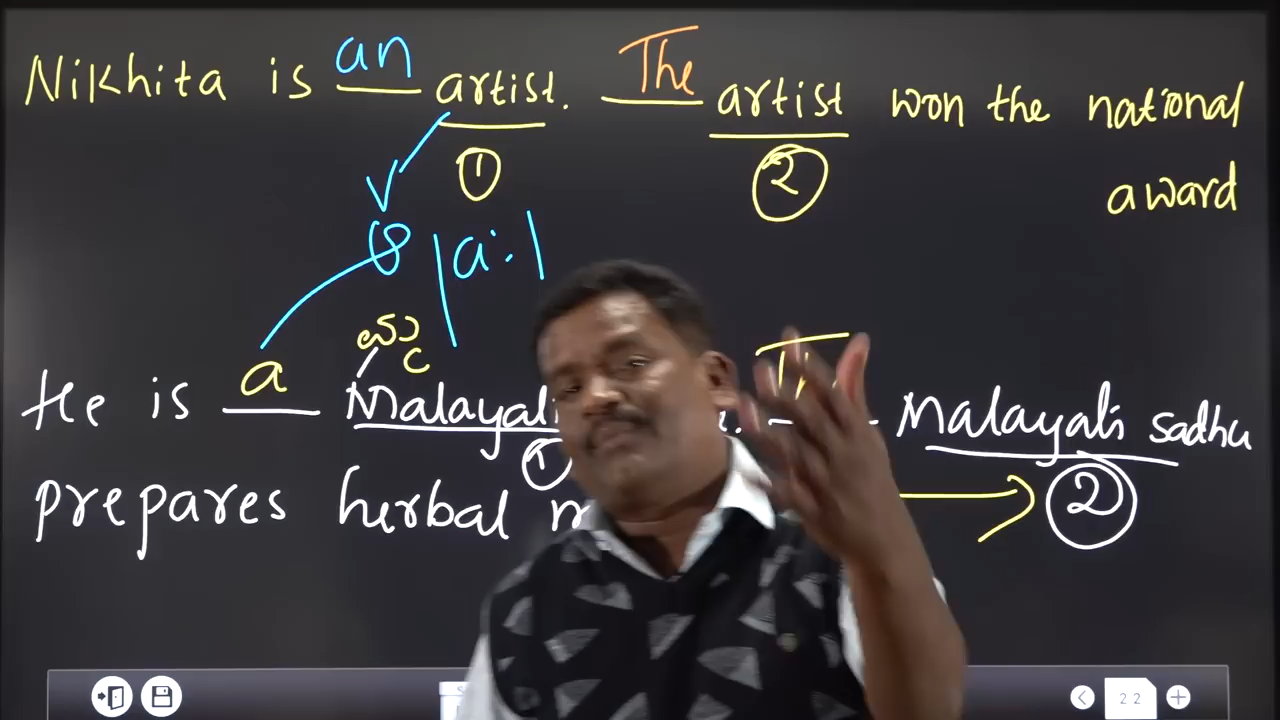 Nikhita is an artist. The artist won the national
award
1 2
/a:/
He is a Malayali The Malayali sadhu
1 2
prepares herbal
22